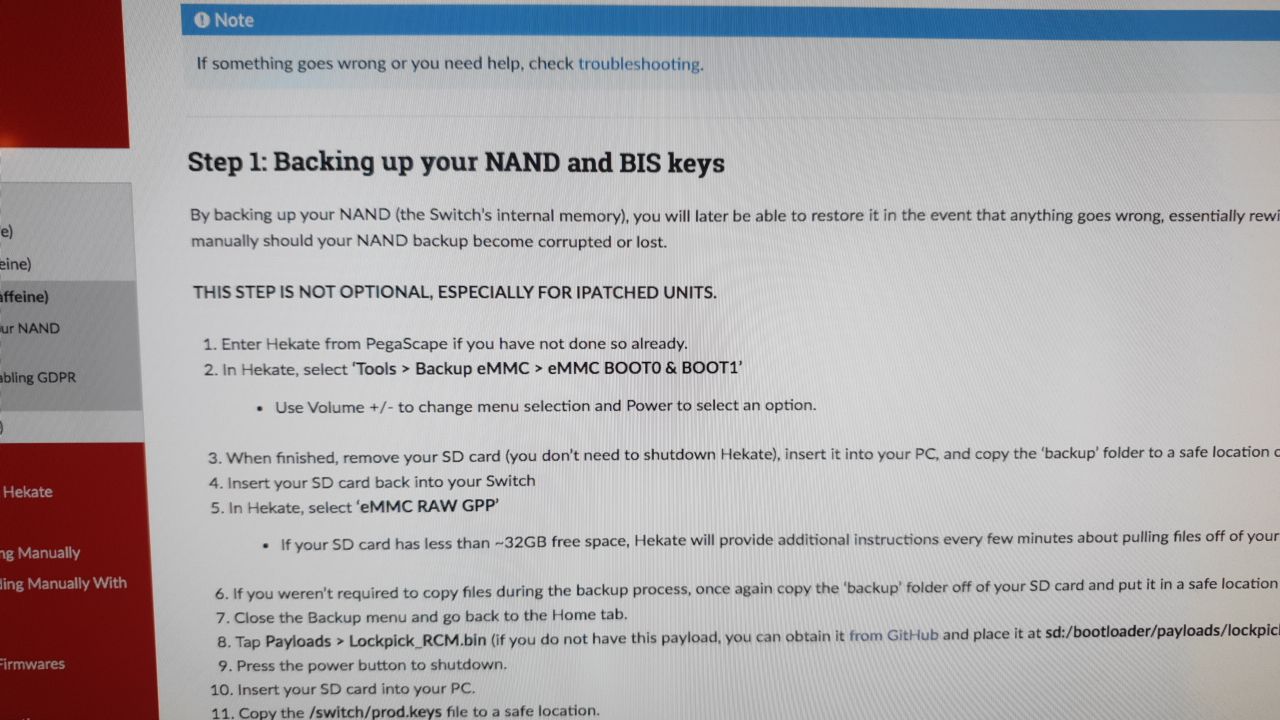 Note
If something goes wrong or you need help, check troubleshooting.
Step 1: Backing up your NAND and BIS keys
By backing up your NAND (the Switch's internal memory), you will later be able to restore it in the event that anything goes wrong, essentially
manually should your NAND backup become corrupted or lost.
THIS STEP IS NOT OPTIONAL, ESPECIALLY FOR IPATCHED UNITS.
1. Enter Hekate from PegaScape if you have not done so already.
2. In Hekate, select ‘Tools > Backup eMMC > eMMC BOOT0 & BOOT1’
• Use Volume +/- to change menu selection and Power to select an option.
3. When finished, remove your SD card (you don't need to shutdown Hekate), insert it into your PC, and copy the ‘backup’ folder to a safe location
4. Insert your SD card back into your Switch
5. In Hekate, select ‘eMMC RAW GPP’
• If your SD card has less than ~32GB free space, Hekate will provide additional instructions every few minutes about pulling files off of your
6. If you weren't required to copy files during the backup process, once again copy the ‘backup’ folder off of your SD card and put it in a safe location
7. Close the Backup menu and go back to the Home tab.
8. Tap Payloads > Lockpick_RCM.bin (if you do not have this payload, you can obtain it from GitHub and place it at sd:/bootloader/payloads/lockpic
9. Press the power button to shutdown.
10. Insert your SD card into your PC.
11. Copy the /switch/prod.keys file to a safe location.
e)
eine)
affeine)
ur NAND
abling GDPR
)
Hekate
ng Manually
ling Manually With
Firmwares